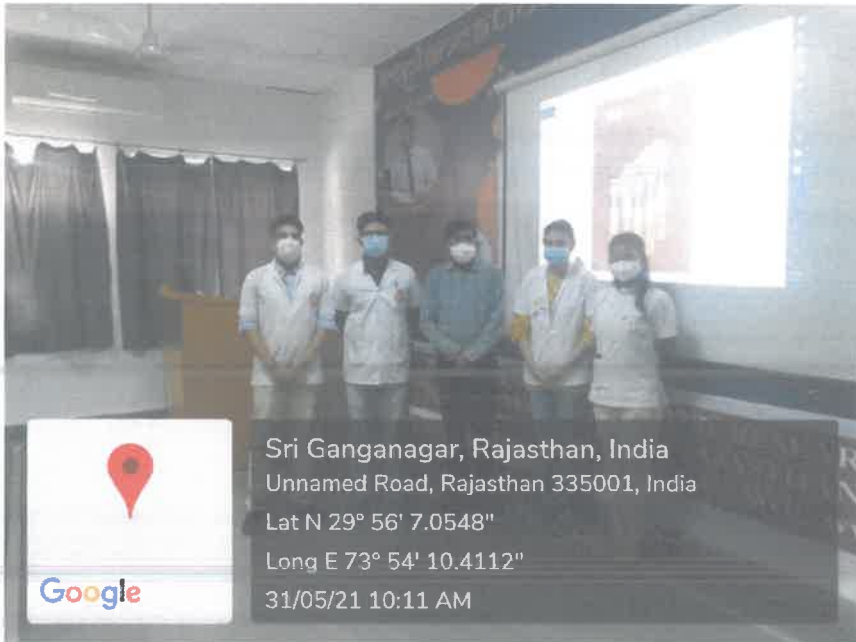 Sri Ganganagar, Rajasthan, India
Unnamed Road, Rajasthan 335001, India
Lat N 29° 56' 7.0548"
Long E 73° 54' 10.4112"
31/05/21 10:11 AM
Google